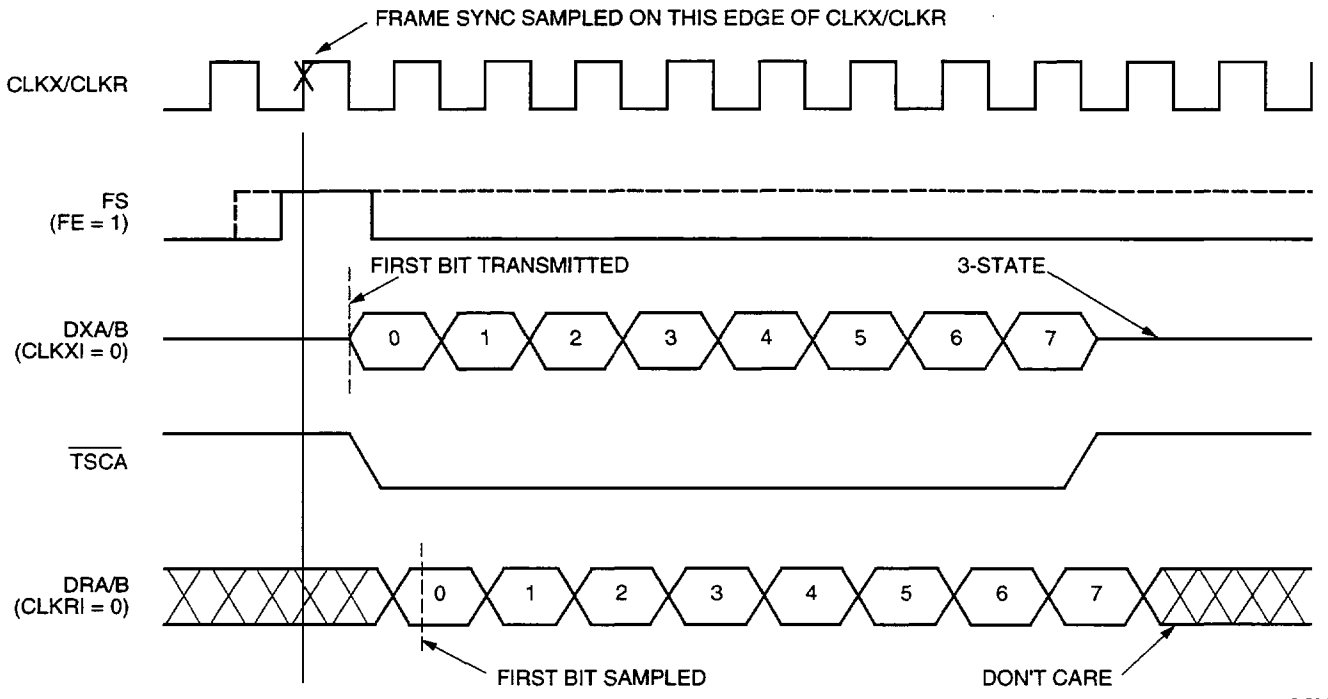 FRAME SYNC SAMPLED ON THIS EDGE OF CLKX/CLKR
CLKX/CLKR
FS
(FE = 1)
FIRST BIT TRANSMITTED
3-STATE
DXA/B
(CLKXI = 0)
0 1 2 3 4 5 6 7
TSCA
DRA/B
(CLKRI = 0)
0 1 2 3 4 5 6 7
FIRST BIT SAMPLED
DON'T CARE